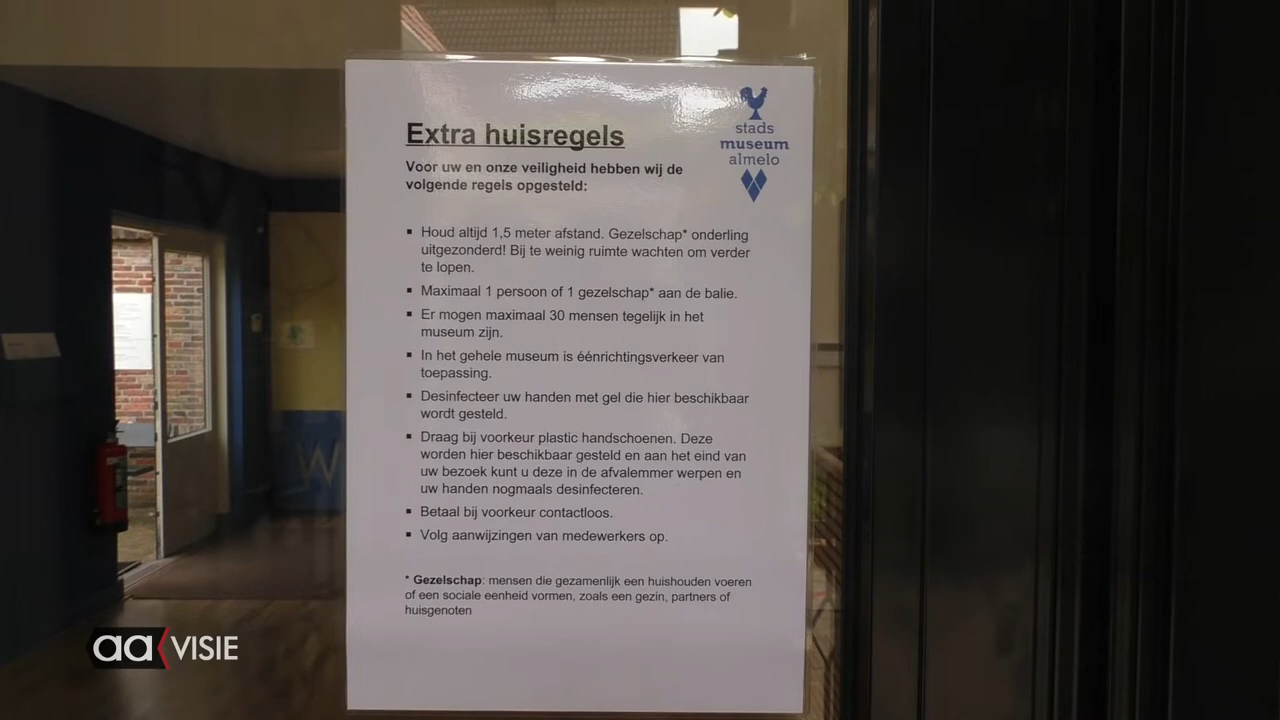 stads
museum
almelo
Extra huisregels
Voor uw en onze veiligheid hebben wij de
volgende regels opgesteld:
▪ Houd altijd 1,5 meter afstand. Gezelschap* onderling
uitgezonderd! Bij te weinig ruimte wachten om verder
te lopen.
▪ Maximaal 1 persoon of 1 gezelschap* aan de balie.
▪ Er mogen maximaal 30 mensen tegelijk in het
museum zijn.
▪ In het gehele museum is éénrichtingsverkeer van
toepassing.
▪ Desinfecteer uw handen met gel die hier beschikbaar
wordt gesteld.
▪ Draag bij voorkeur plastic handschoenen. Deze
worden hier beschikbaar gesteld en aan het eind van
uw bezoek kunt u deze in de afvalemmer werpen en
uw handen nogmaals desinfecteren.
▪ Betaal bij voorkeur contactloos.
▪ Volg aanwijzingen van medewerkers op.
* Gezelschap: mensen die gezamenlijk een huishouden voeren
of een sociale eenheid vormen, zoals een gezin, partners of
huisgenoten
aa VISIE